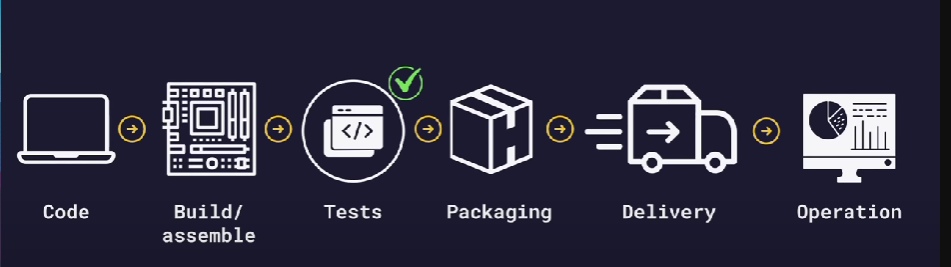 </>
Code
Build/
assemble
Tests
Packaging
Delivery
Operation